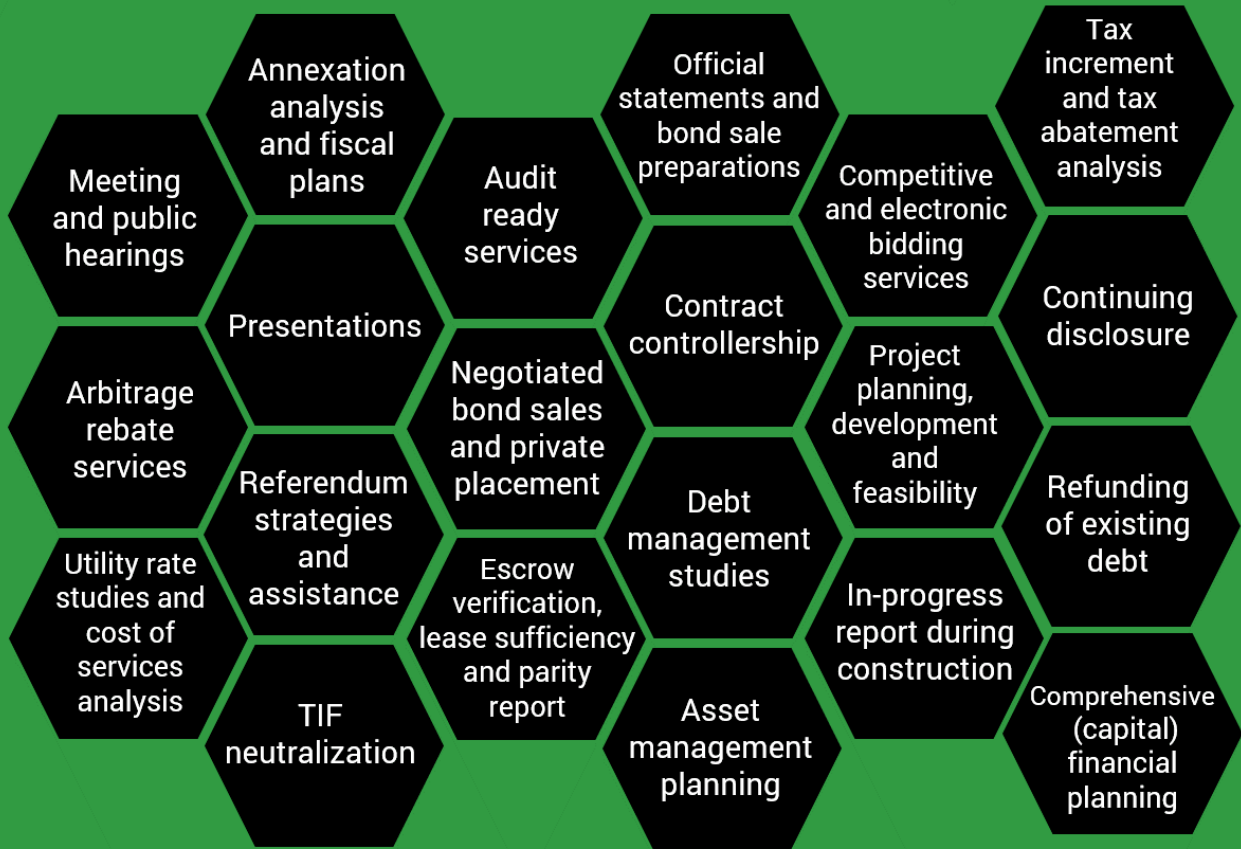 Meeting
and public
hearings
Arbitrage
rebate
services
Utility rate
studies and
cost of
services
analysis
Annexation
analysis
and fiscal
plans
Presentations
Referendum
strategies
and
assistance
TIF
neutralization
Audit
ready
services
Negotiated
bond sales
and private
placement
Escrow
verification,
lease sufficiency
and parity
report
Official
statements and
bond sale
preparations
Contract
controllership
Debt
management
studies
Asset
management
planning
Competitive
and electronic
bidding
services
Project
planning,
development
and
feasibility
In-progress
report during
construction
Tax
increment
and tax
abatement
analysis
Continuing
disclosure
Refunding
of existing
debt
Comprehensive
(capital)
financial
planning